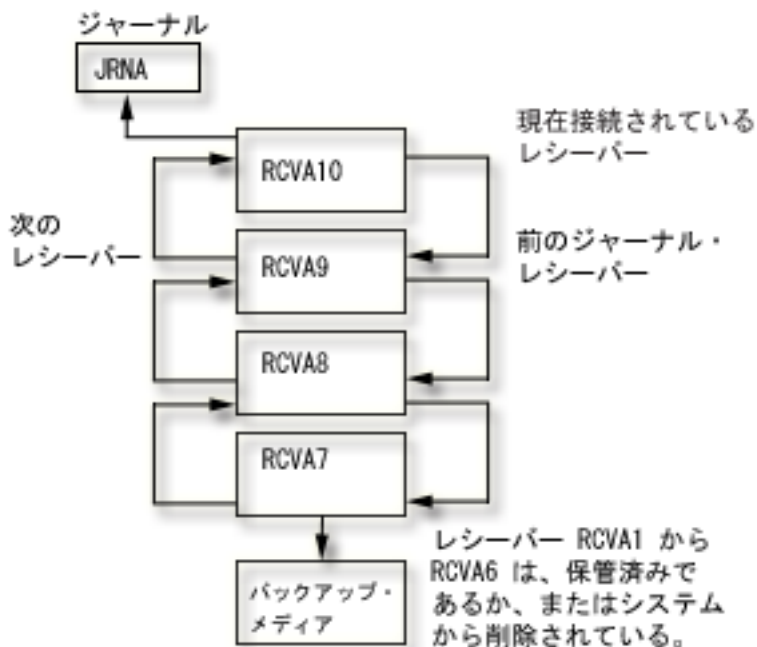 ジャーナル
JRNA
現在接続されている
レシーバー
RCVA10
次の
レシーバー
前のジャーナル・
レシーバー
RCVA9
RCVA8
RCVA7
レシーバー RCVA1 から
RCVA6 は、保管済みで
あるか、またはシステム
から削除されている。
バックアップ・
メディア